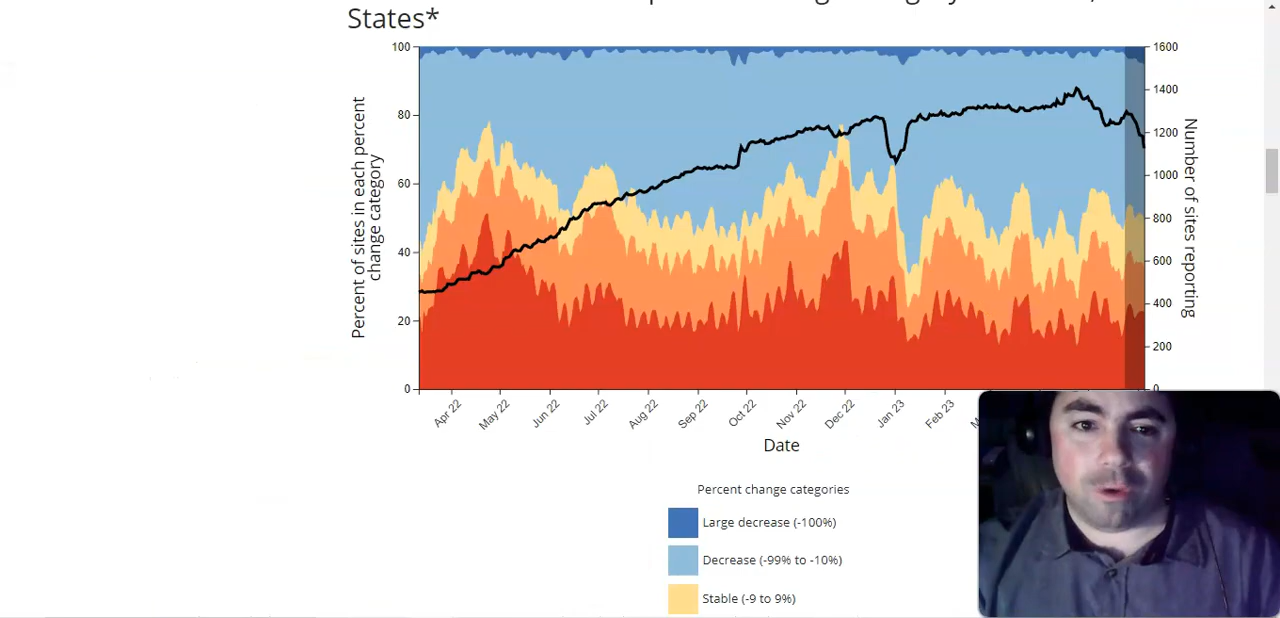 States*
100
80
60
40
20
0
Percent of sites in each percent
change category
1600
1400
1200
1000
800
600
400
200
0
Number of sites reporting
Apr 22
May 22
Jun 22
Jul 22
Aug 22
Sep 22
Oct 22
Nov 22
Dec 22
Jan 23
Feb 23
Date
Percent change categories
Large decrease (-100%)
Decrease (-99% to -10%)
Stable (-9 to 9%)